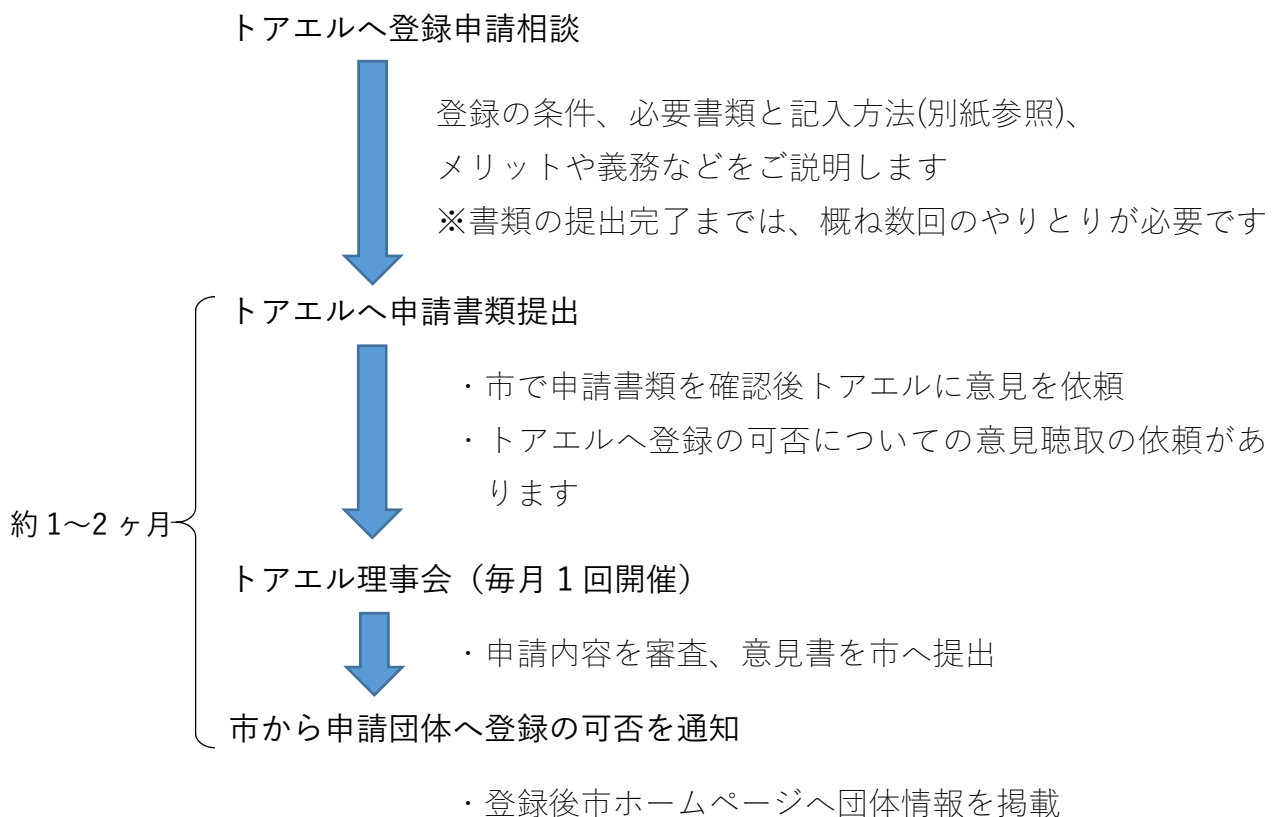 トアエルへ登録申請相談
登録の条件、必要書類と記入方法(別紙参照)、
メリットや義務などをご説明します
※書類の提出完了までは、概ね数回のやりとりが必要です
トアエルへ申請書類提出
・市で申請書類を確認後トアエルに意見を依頼
・トアエルへ登録の可否についての意見聴取の依頼があ
ります
約 1～2 ヶ月
トアエル理事会（毎月 1 回開催）
・申請内容を審査、意見書を市へ提出
市から申請団体へ登録の可否を通知
・登録後市ホームページへ団体情報を掲載